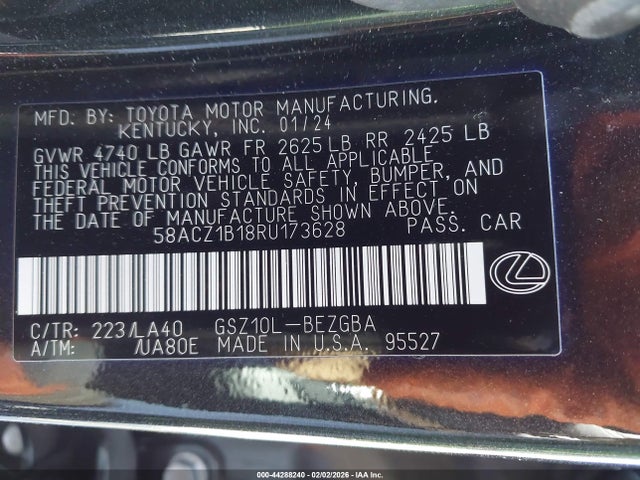 MFD. BY: TOYOTA MOTOR MANUFACTURING.
KENTUCKY, INC. 01/24
GVWR 4740 LB GAWR FR 2625 LB RR 2425 LB
THIS VEHICLE CONFORMS TO ALL APPLICABLE
FEDERAL MOTOR VEHICLE SAFETY, BUMPER, AND
THEFT PREVENTION STANDARDS IN EFFECT ON
THE DATE OF MANUFACTURE SHOWN ABOVE.
58ACZ1B18RU173628 PASS. CAR
C/TR: 223/LA40 GSZ10L-BEZGBA
A/TM: /UA80E MADE IN U.S.A. 95527
000-44288240 - 02/02/2026 - IAA Inc.